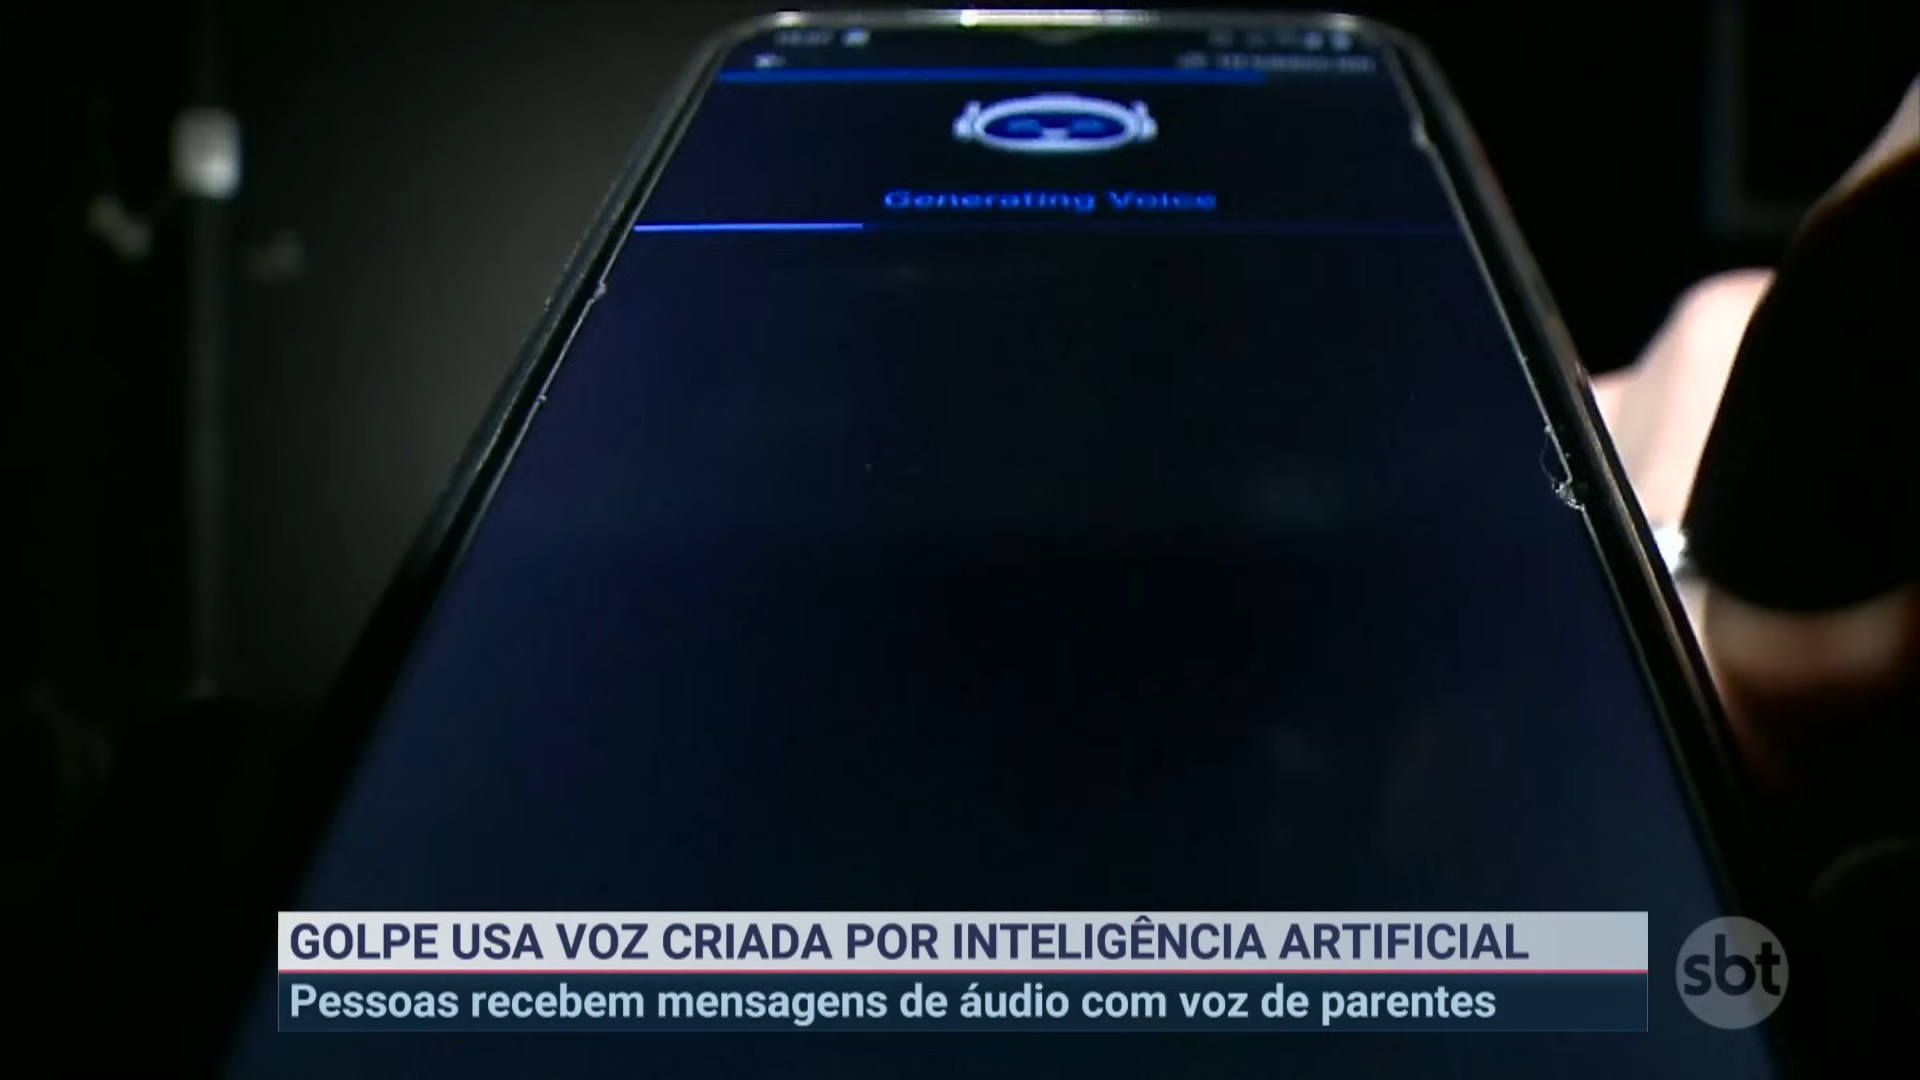 Generating Voice
GOLPE USA VOZ CRIADA POR INTELIGÊNCIA ARTIFICIAL
Pessoas recebem mensagens de áudio com voz de parentes
sbt